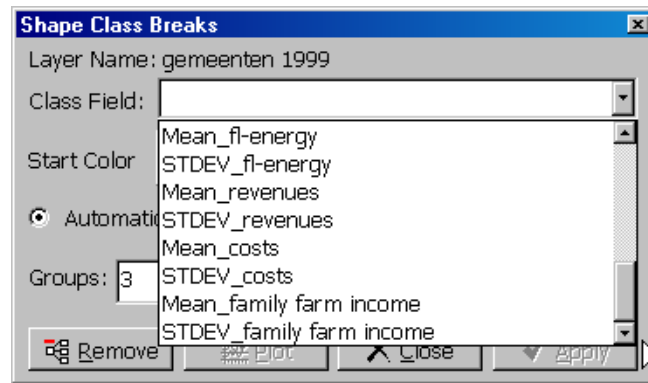 Shape Class Breaks
Layer Name: gemeenten 1999
Class Field:
Mean_fl-energy
STDEV_fl-energy
Start Color
Mean_revenues
STDEV_revenues
Automatic
Mean_costs
STDEV_costs
Groups: 3
Mean_family farm income
STDEV_family farm income
Remove Plot Close Apply